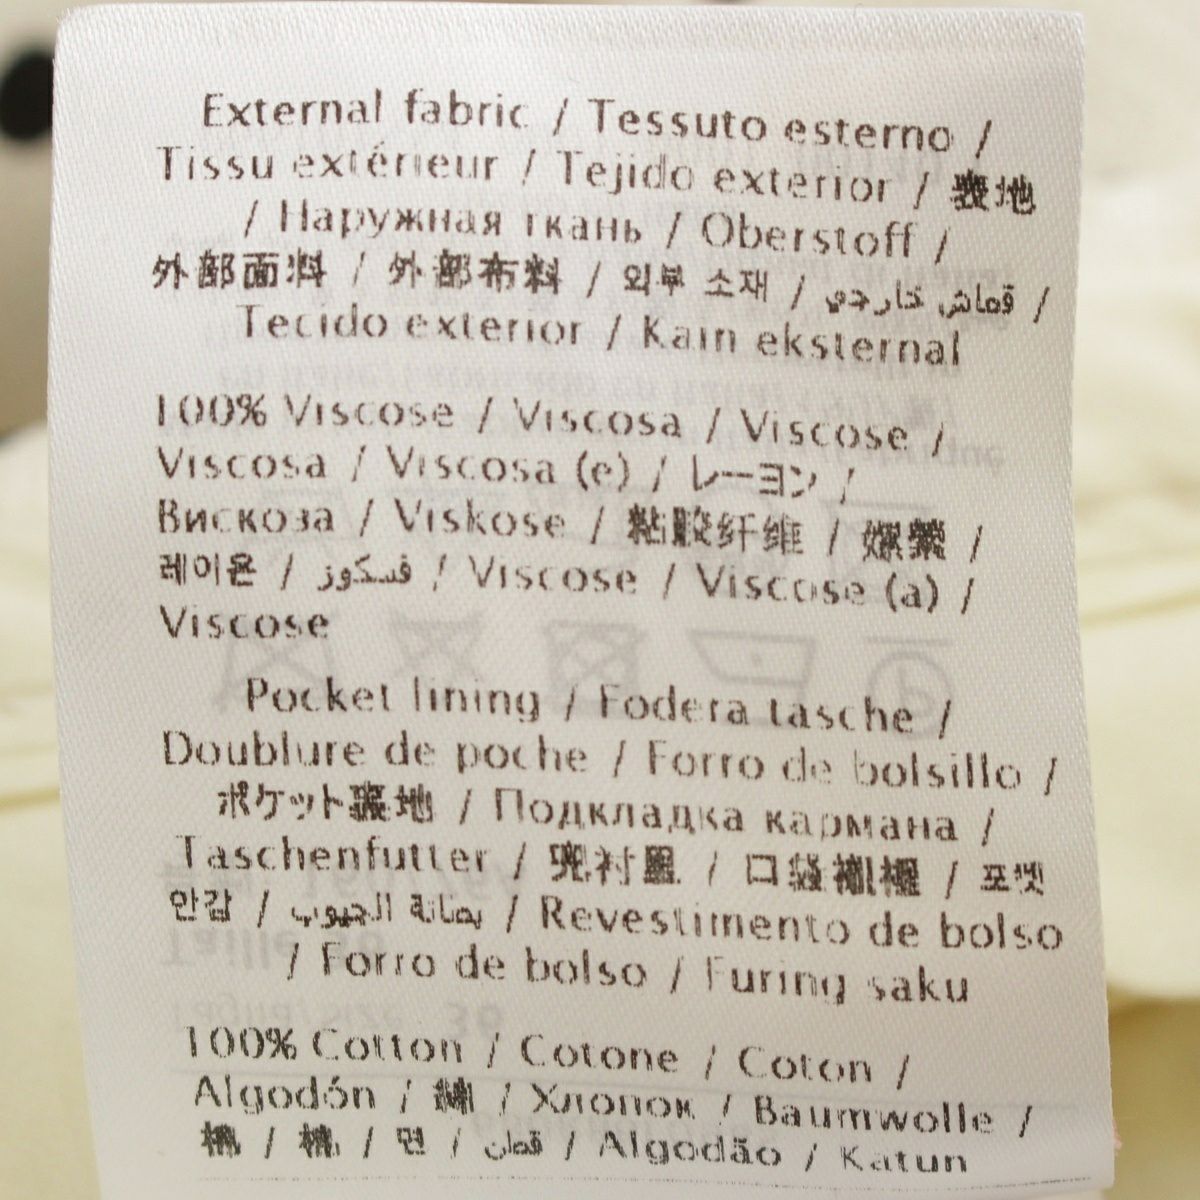 External fabric / Tessuto esterno /
Tissu extérieur / Tejido exterior / 表地
/ Наружная ткань / Oberstoff /
外部面料 / 外部布料 / 외부 소재 / قماش خارجي /
Tecido exterior / Kain eksternal
100% Viscose / Viscosa / Viscose /
Viscosa / Viscosa (e) / レーヨン /
Вискоза / Viskose / 粘胶纤维 / 嫘縈 /
레이온 / فسكوز / Viscose / Viscose (a) /
Viscose
Pocket lining / Fodera tasche /
Doublure de poche / Forro de bolsillo /
ポケット裏地 / Подкладка кармана /
Taschenfutter / 兜衬里 / 口袋襯裡 / 포켓
안감 / بطانة الجيوب / Revestimento de bolso
/ Forro de bolso / Furing saku
100% Cotton / Cotone / Coton /
Algodón / 綿 / Хлопок / Baumwolle /
棉 / 棉 / 면 / قطن / Algodão / Katun